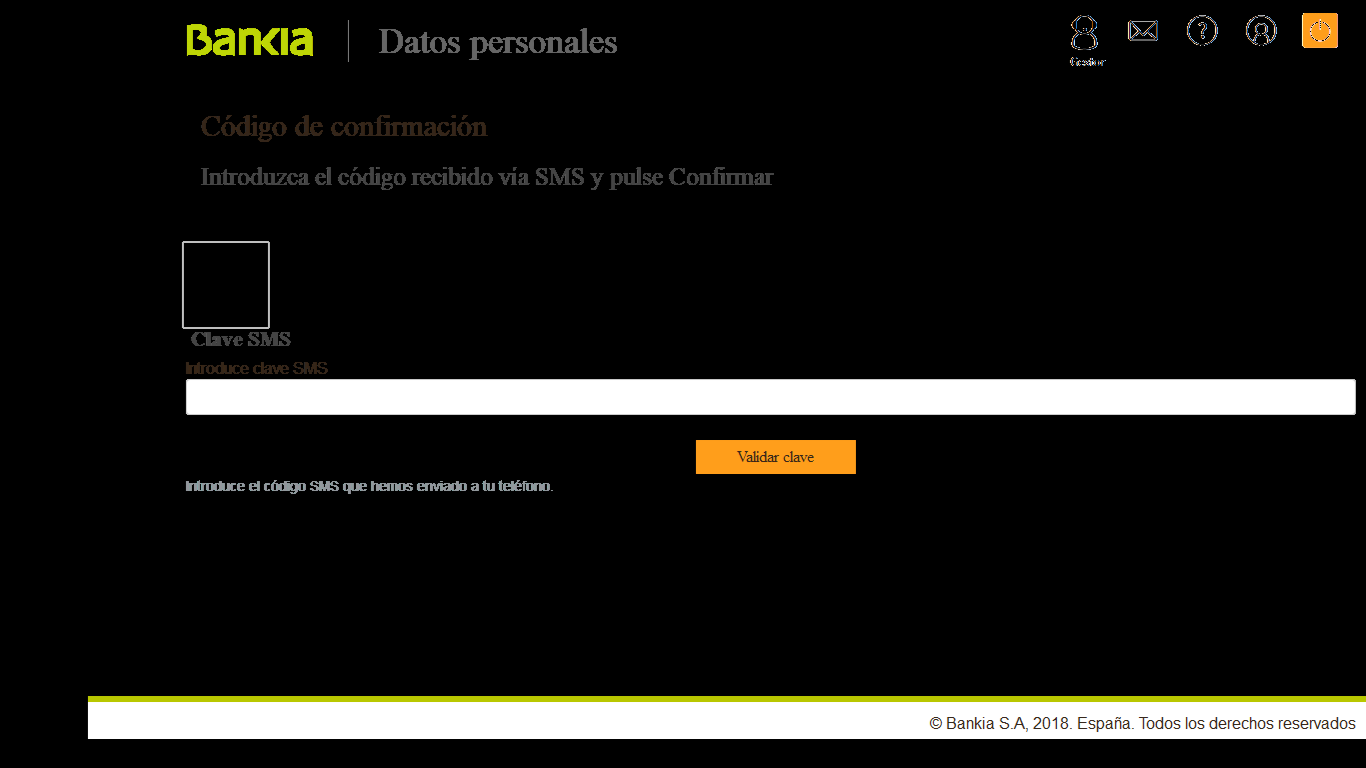 Bankia
Datos personales
Gestor
Código de confirmación
Introduzca el código recibido vía SMS y pulse Confirmar
Clave SMS
Introduce clave SMS
Validar clave
Introduce el código SMS que hemos enviado a tu teléfono.
© Bankia S.A, 2018. España. Todos los derechos reservados